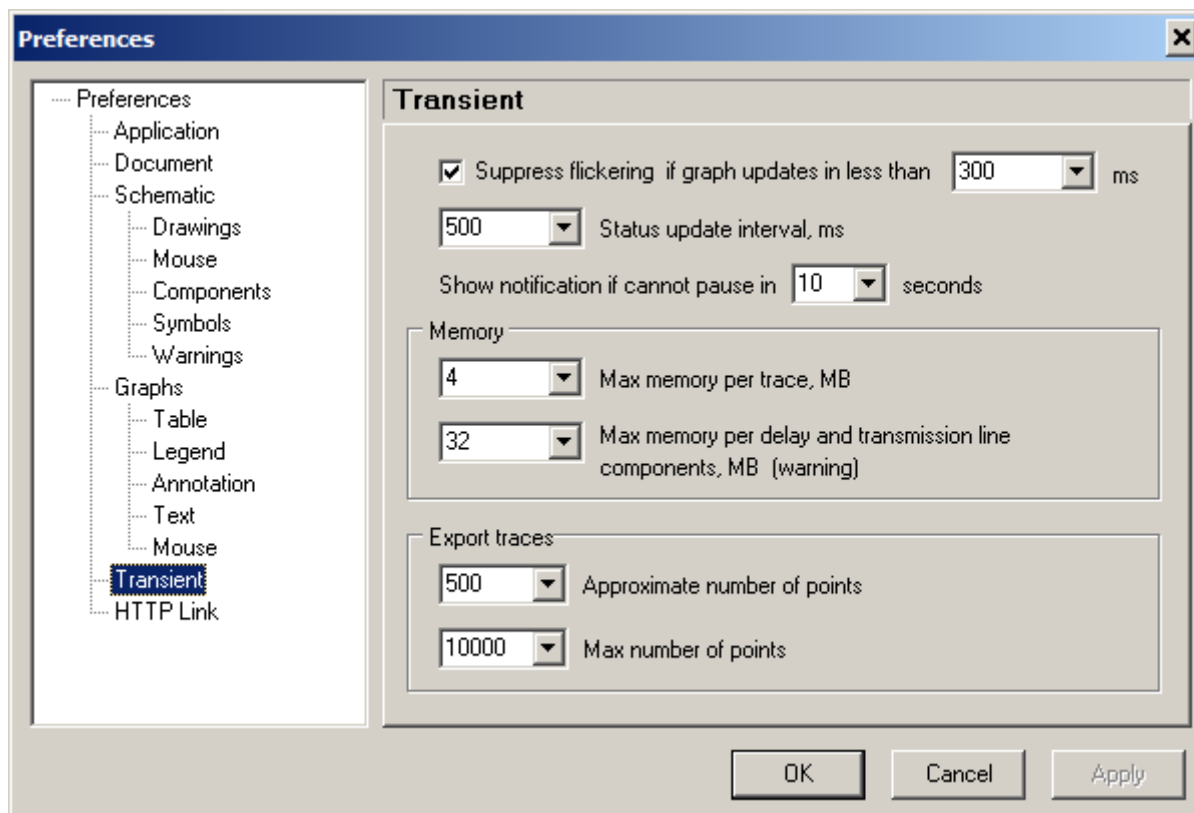 Preferences
Preferences
Application
Document
Schematic
Drawings
Mouse
Components
Symbols
Warnings
Graphs
Table
Legend
Annotation
Text
Mouse
Transient
HTTP Link
Transient
Suppress flickering if graph updates in less than 300 ms
500 Status update interval, ms
Show notification if cannot pause in 10 seconds
Memory
4 Max memory per trace, MB
32 Max memory per delay and transmission line
components, MB (warning)
Export traces
500 Approximate number of points
10000 Max number of points
OK Cancel Apply